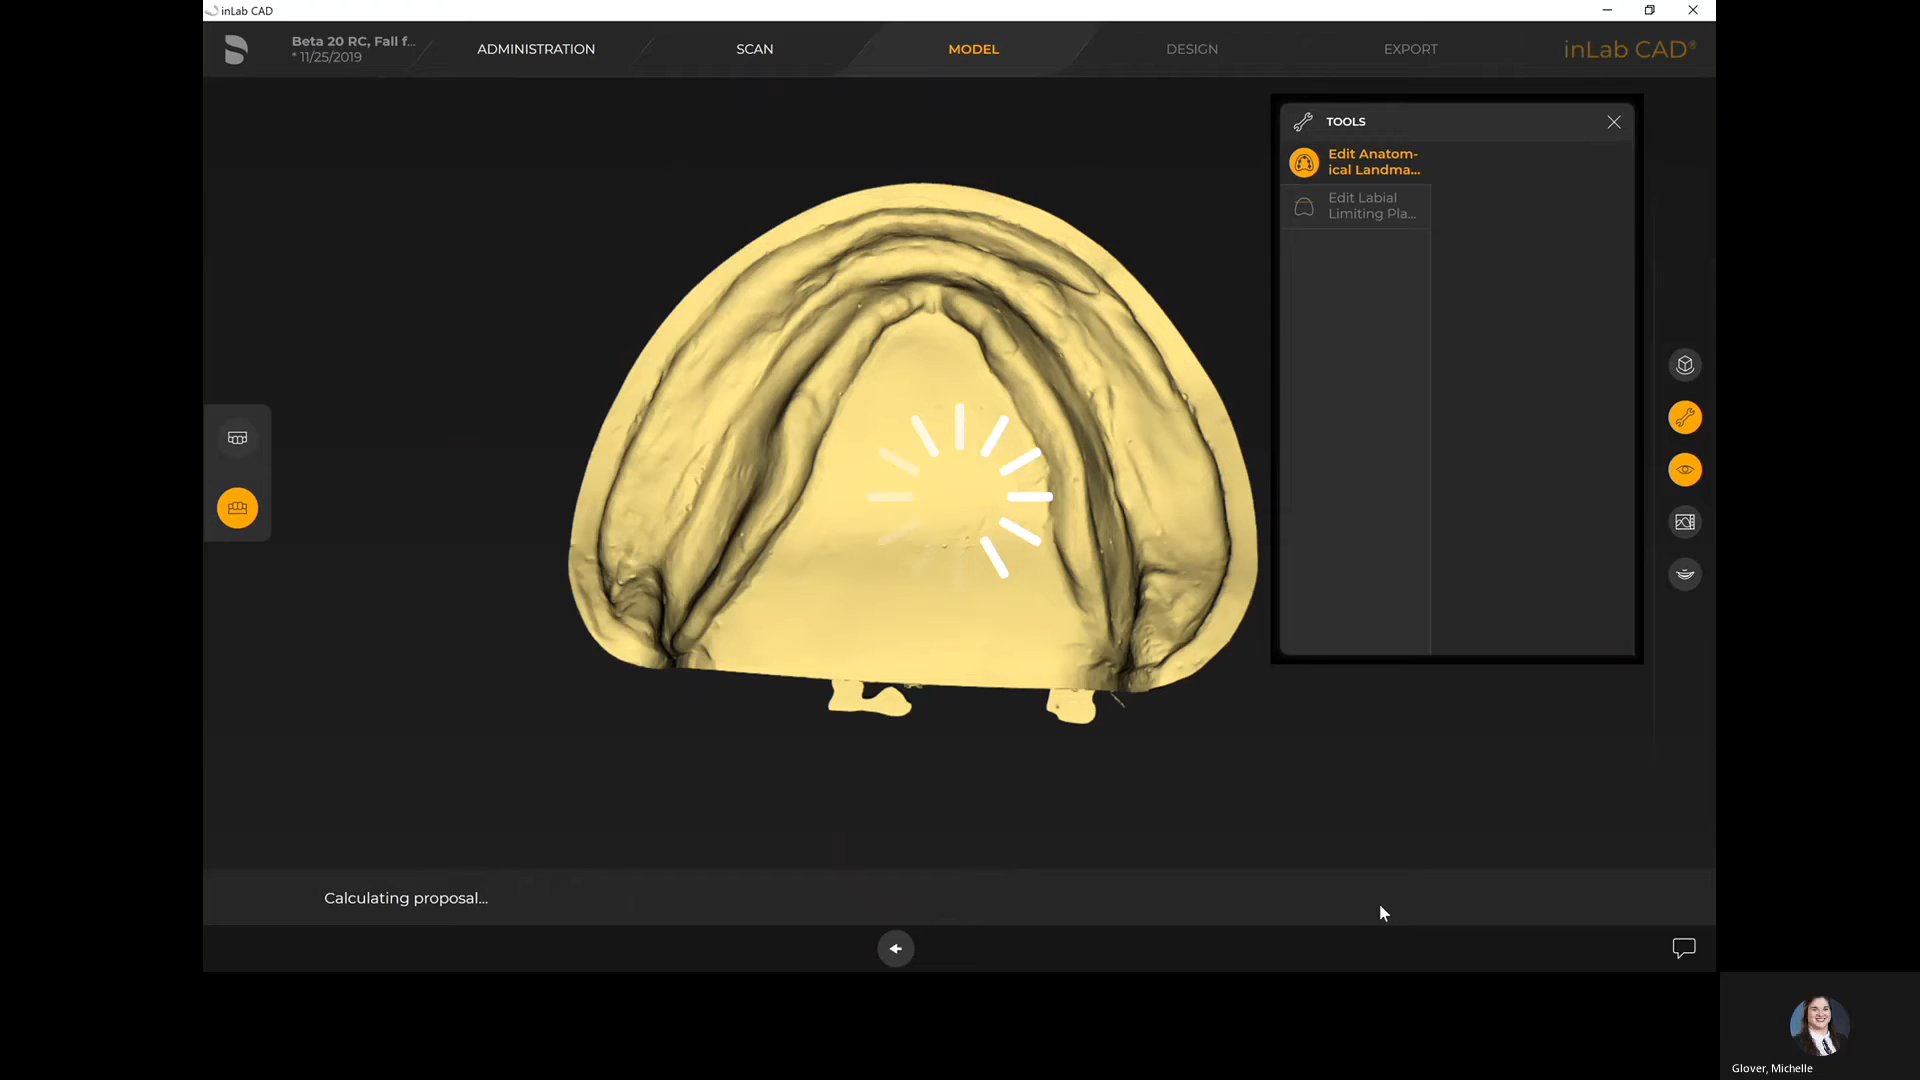 inLab CAD
Beta 20 RC, Fall f...
* 11/25/2019
ADMINISTRATION
SCAN
MODEL
DESIGN
EXPORT
inLab CAD®
TOOLS
Edit Anatom-
ical Landma...
Edit Labial
Limiting Pla...
Calculating proposal...
Glover, Michelle